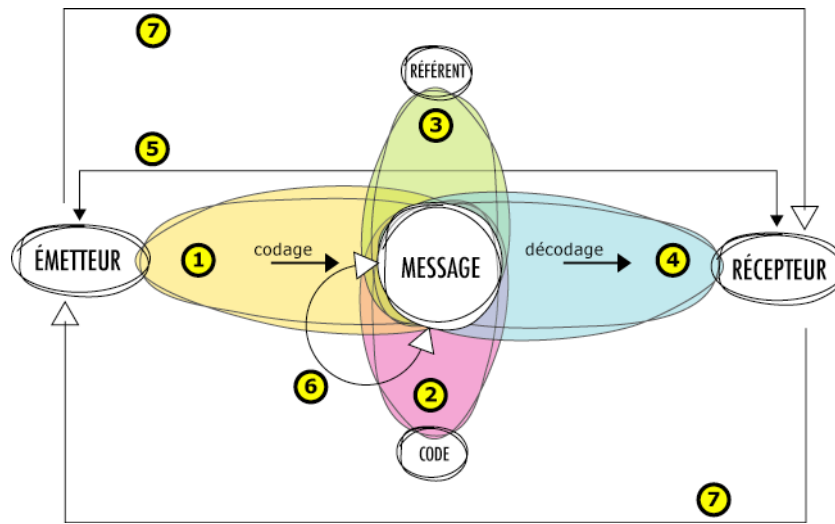 7
RÉFÉRENT
3
5
ÉMETTEUR
1
codage
MESSAGE
décodage
4
RÉCEPTEUR
6
2
CODE
7